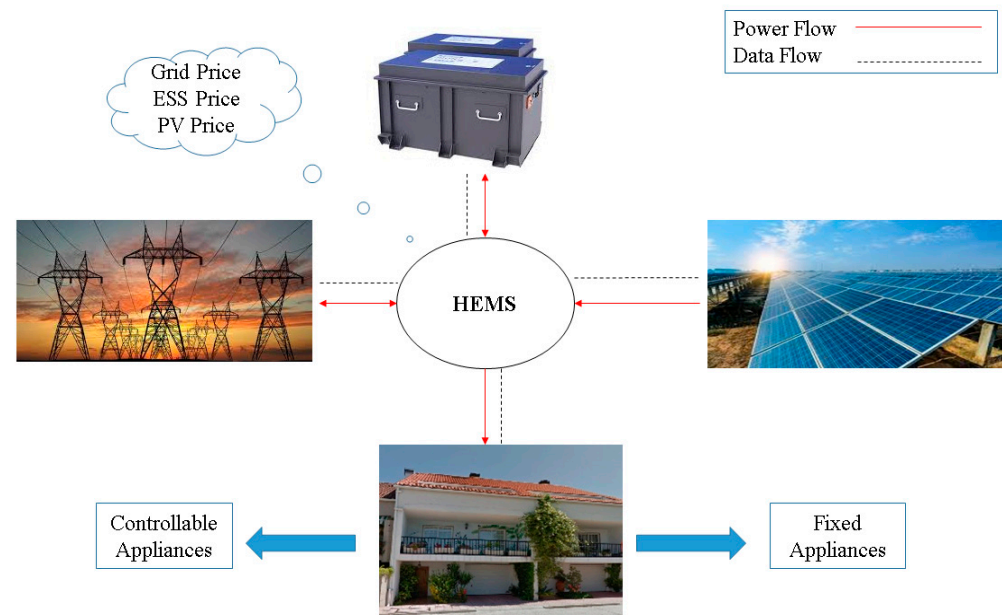 Grid Price
ESS Price
PV Price
Power Flow
Data Flow
HEMS
Controllable
Appliances
Fixed
Appliances